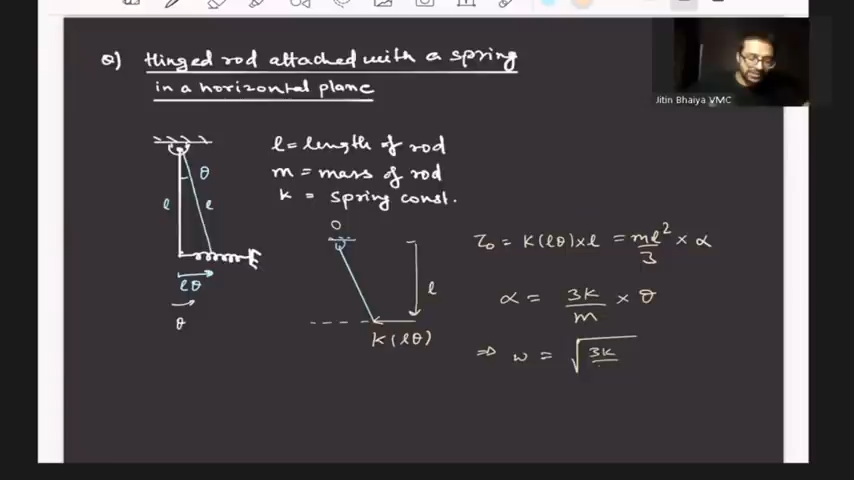 Q) Hinged rod attached with a spring
in a horizontal plane
Jitin Bhaiya VMC
l = length of rod
m = mass of rod
k = spring const.
θ
l
l
lθ
θ
O
l
k(lθ)
τ₀ = k(lθ)×l = ml²/3 × α
α = 3k/m × θ
⇒ w = √3k